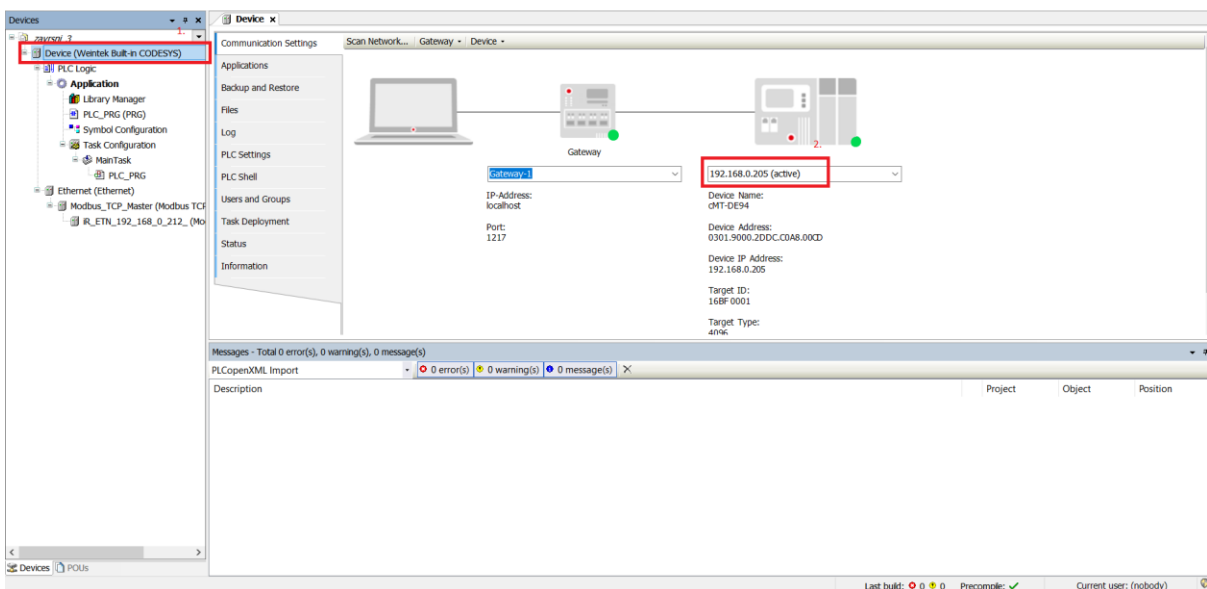 Devices
Device
1.
zavrsni_3
Device (Weintek Built-in CODESYS)
PLC Logic
Application
Library Manager
PLC_PRG (PRG)
Symbol Configuration
Task Configuration
MainTask
PLC_PRG
Ethernet (Ethernet)
Modbus_TCP_Master (Modbus TCP
iR_ETN_192_168_0_212_ (Mo
Devices
POUs
Communication Settings
Applications
Backup and Restore
Files
Log
PLC Settings
PLC Shell
Users and Groups
Task Deployment
Status
Information
Scan Network... Gateway Device
2.
Gateway
Gateway-1
IP-Address:
localhost
Port:
1217
192.168.0.205 (active)
Device Name:
cMT-DE94
Device Address:
0301.9000.2DDC.C0A8.00CD
Device IP Address:
192.168.0.205
Target ID:
16BF 0001
Target Type:
4096
Messages - Total 0 error(s), 0 warning(s), 0 message(s)
PLCopenXML Import 0 error(s) 0 warning(s) 0 message(s)
Description Project Object Position
Last build: 0 0 Precompile: Current user: (nobody)